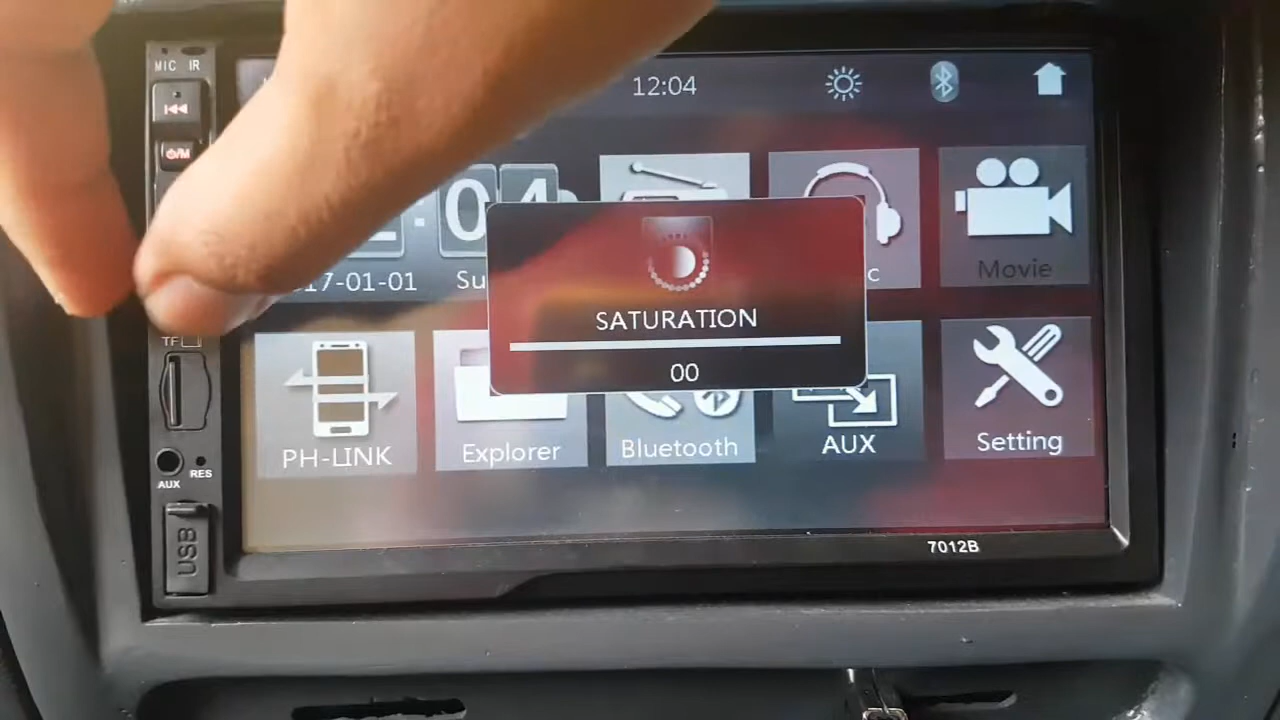 MIC IR
12:04
04
17-01-01
Su
c
Movie
SATURATION
00
TF
PH-LINK
Explorer
Bluetooth
AUX
Setting
AUX
RES
USB
7012B